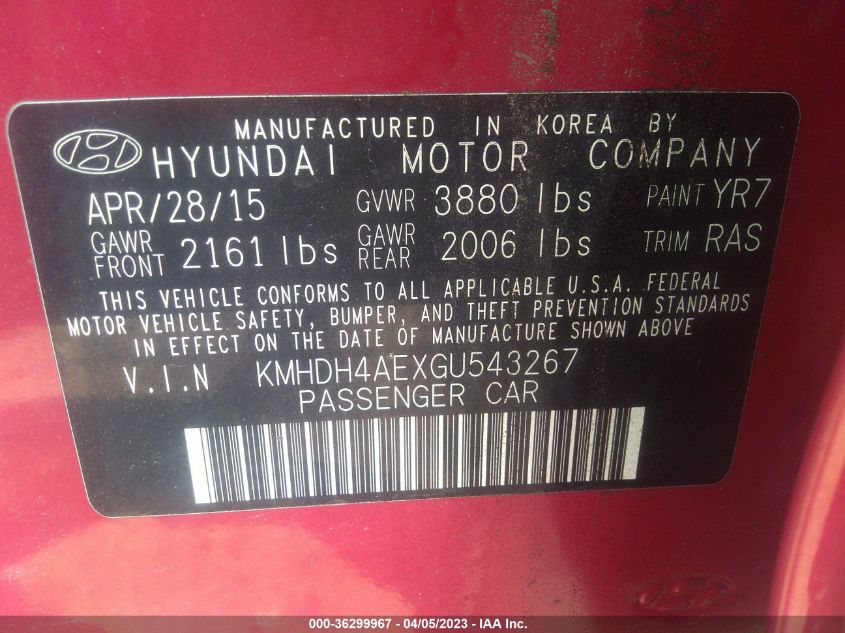 MANUFACTURED IN KOREA BY
HYUNDAI MOTOR COMPANY
APR/28/15 GVWR 3880 lbs PAINT YR7
GAWR FRONT 2161 lbs GAWR REAR 2006 lbs TRIM RAS
THIS VEHICLE CONFORMS TO ALL APPLICABLE U.S.A. FEDERAL
MOTOR VEHICLE SAFETY, BUMPER, AND THEFT PREVENTION STANDARDS
IN EFFECT ON THE DATE OF MANUFACTURE SHOWN ABOVE
V.I.N KMHDH4AEXGU543267
PASSENGER CAR
000-36299967 - 04/05/2023 - IAA Inc.